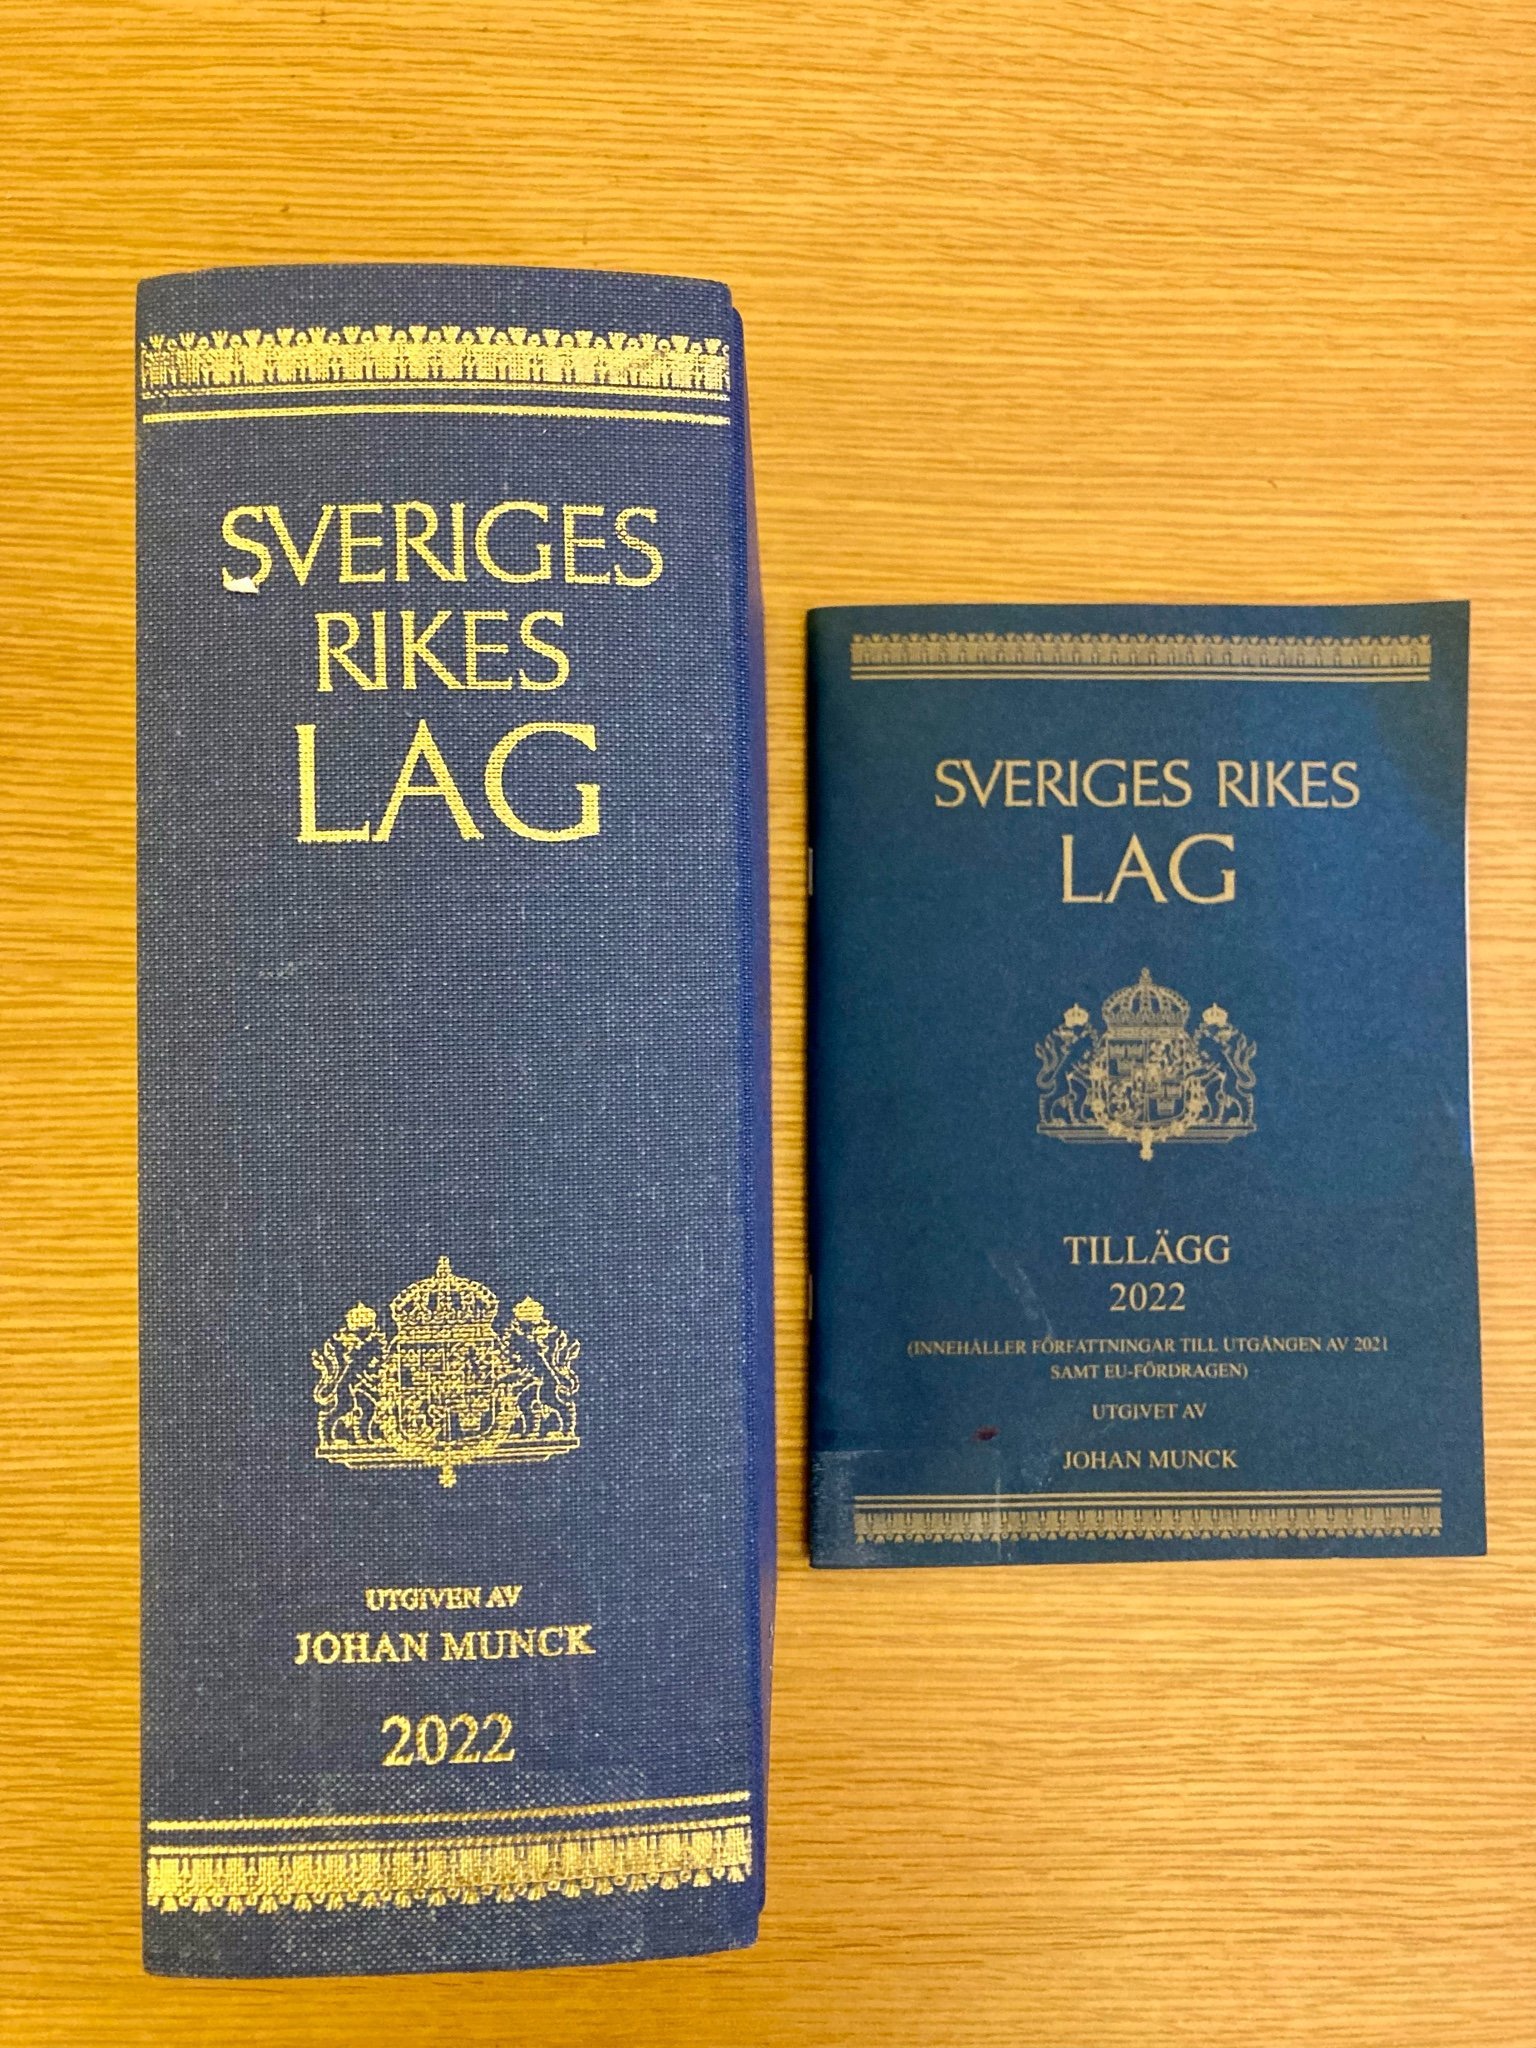 SVERIGES
RIKES
LAG
UTGIVEN AV
JOHAN MUNCK
2022
SVERIGES RIKES
LAG
TILLÄGG
2022
(INNEHÅLLER FÖRFATTNINGAR TILL UTGÅNGEN AV 2021
SAMT EU-FÖRDRAGEN)
UTGIVET AV
JOHAN MUNCK